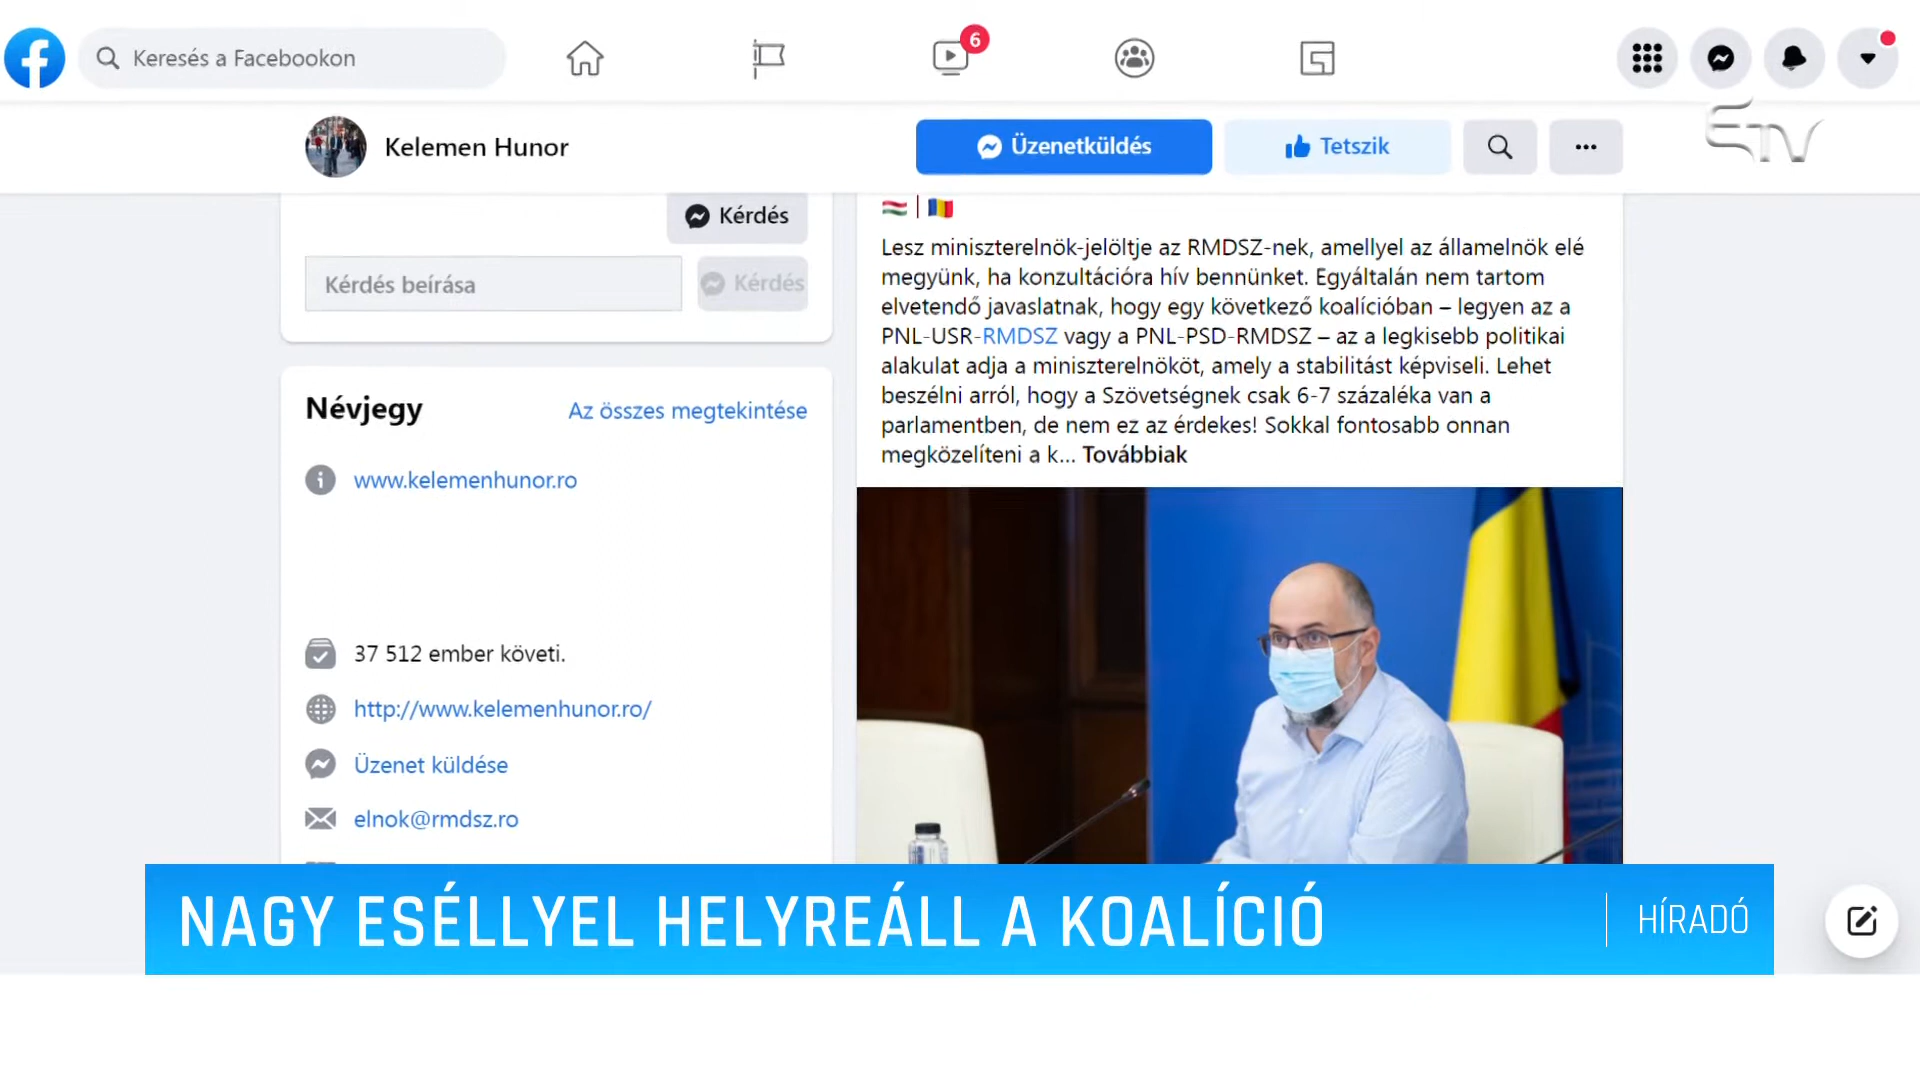 Keresés a Facebookon
6
ETV
Kelemen Hunor
Üzenetküldés
Tetszik
Kérdés
Kérdés beírása
Kérdés
Névjegy
Az összes megtekintése
www.kelemenhunor.ro
37 512 ember követi.
http://www.kelemenhunor.ro/
Üzenet küldése
elnok@rmdsz.ro
Lesz miniszterelnök-jelöltje az RMDSZ-nek, amellyel az államelnök elé
megyünk, ha konzultációra hív bennünket. Egyáltalán nem tartom
elvetendő javaslatnak, hogy egy következő koalícióban – legyen az a
PNL-USR-RMDSZ vagy a PNL-PSD-RMDSZ – az a legkisebb politikai
alakulat adja a miniszterelnököt, amely a stabilitást képviseli. Lehet
beszélni arról, hogy a Szövetségnek csak 6-7 százaléka van a
parlamentben, de nem ez az érdekes! Sokkal fontosabb onnan
megközelíteni a k... Továbbiak
NAGY ESÉLLYEL HELYREÁLL A KOALÍCIÓ
HÍRADÓ